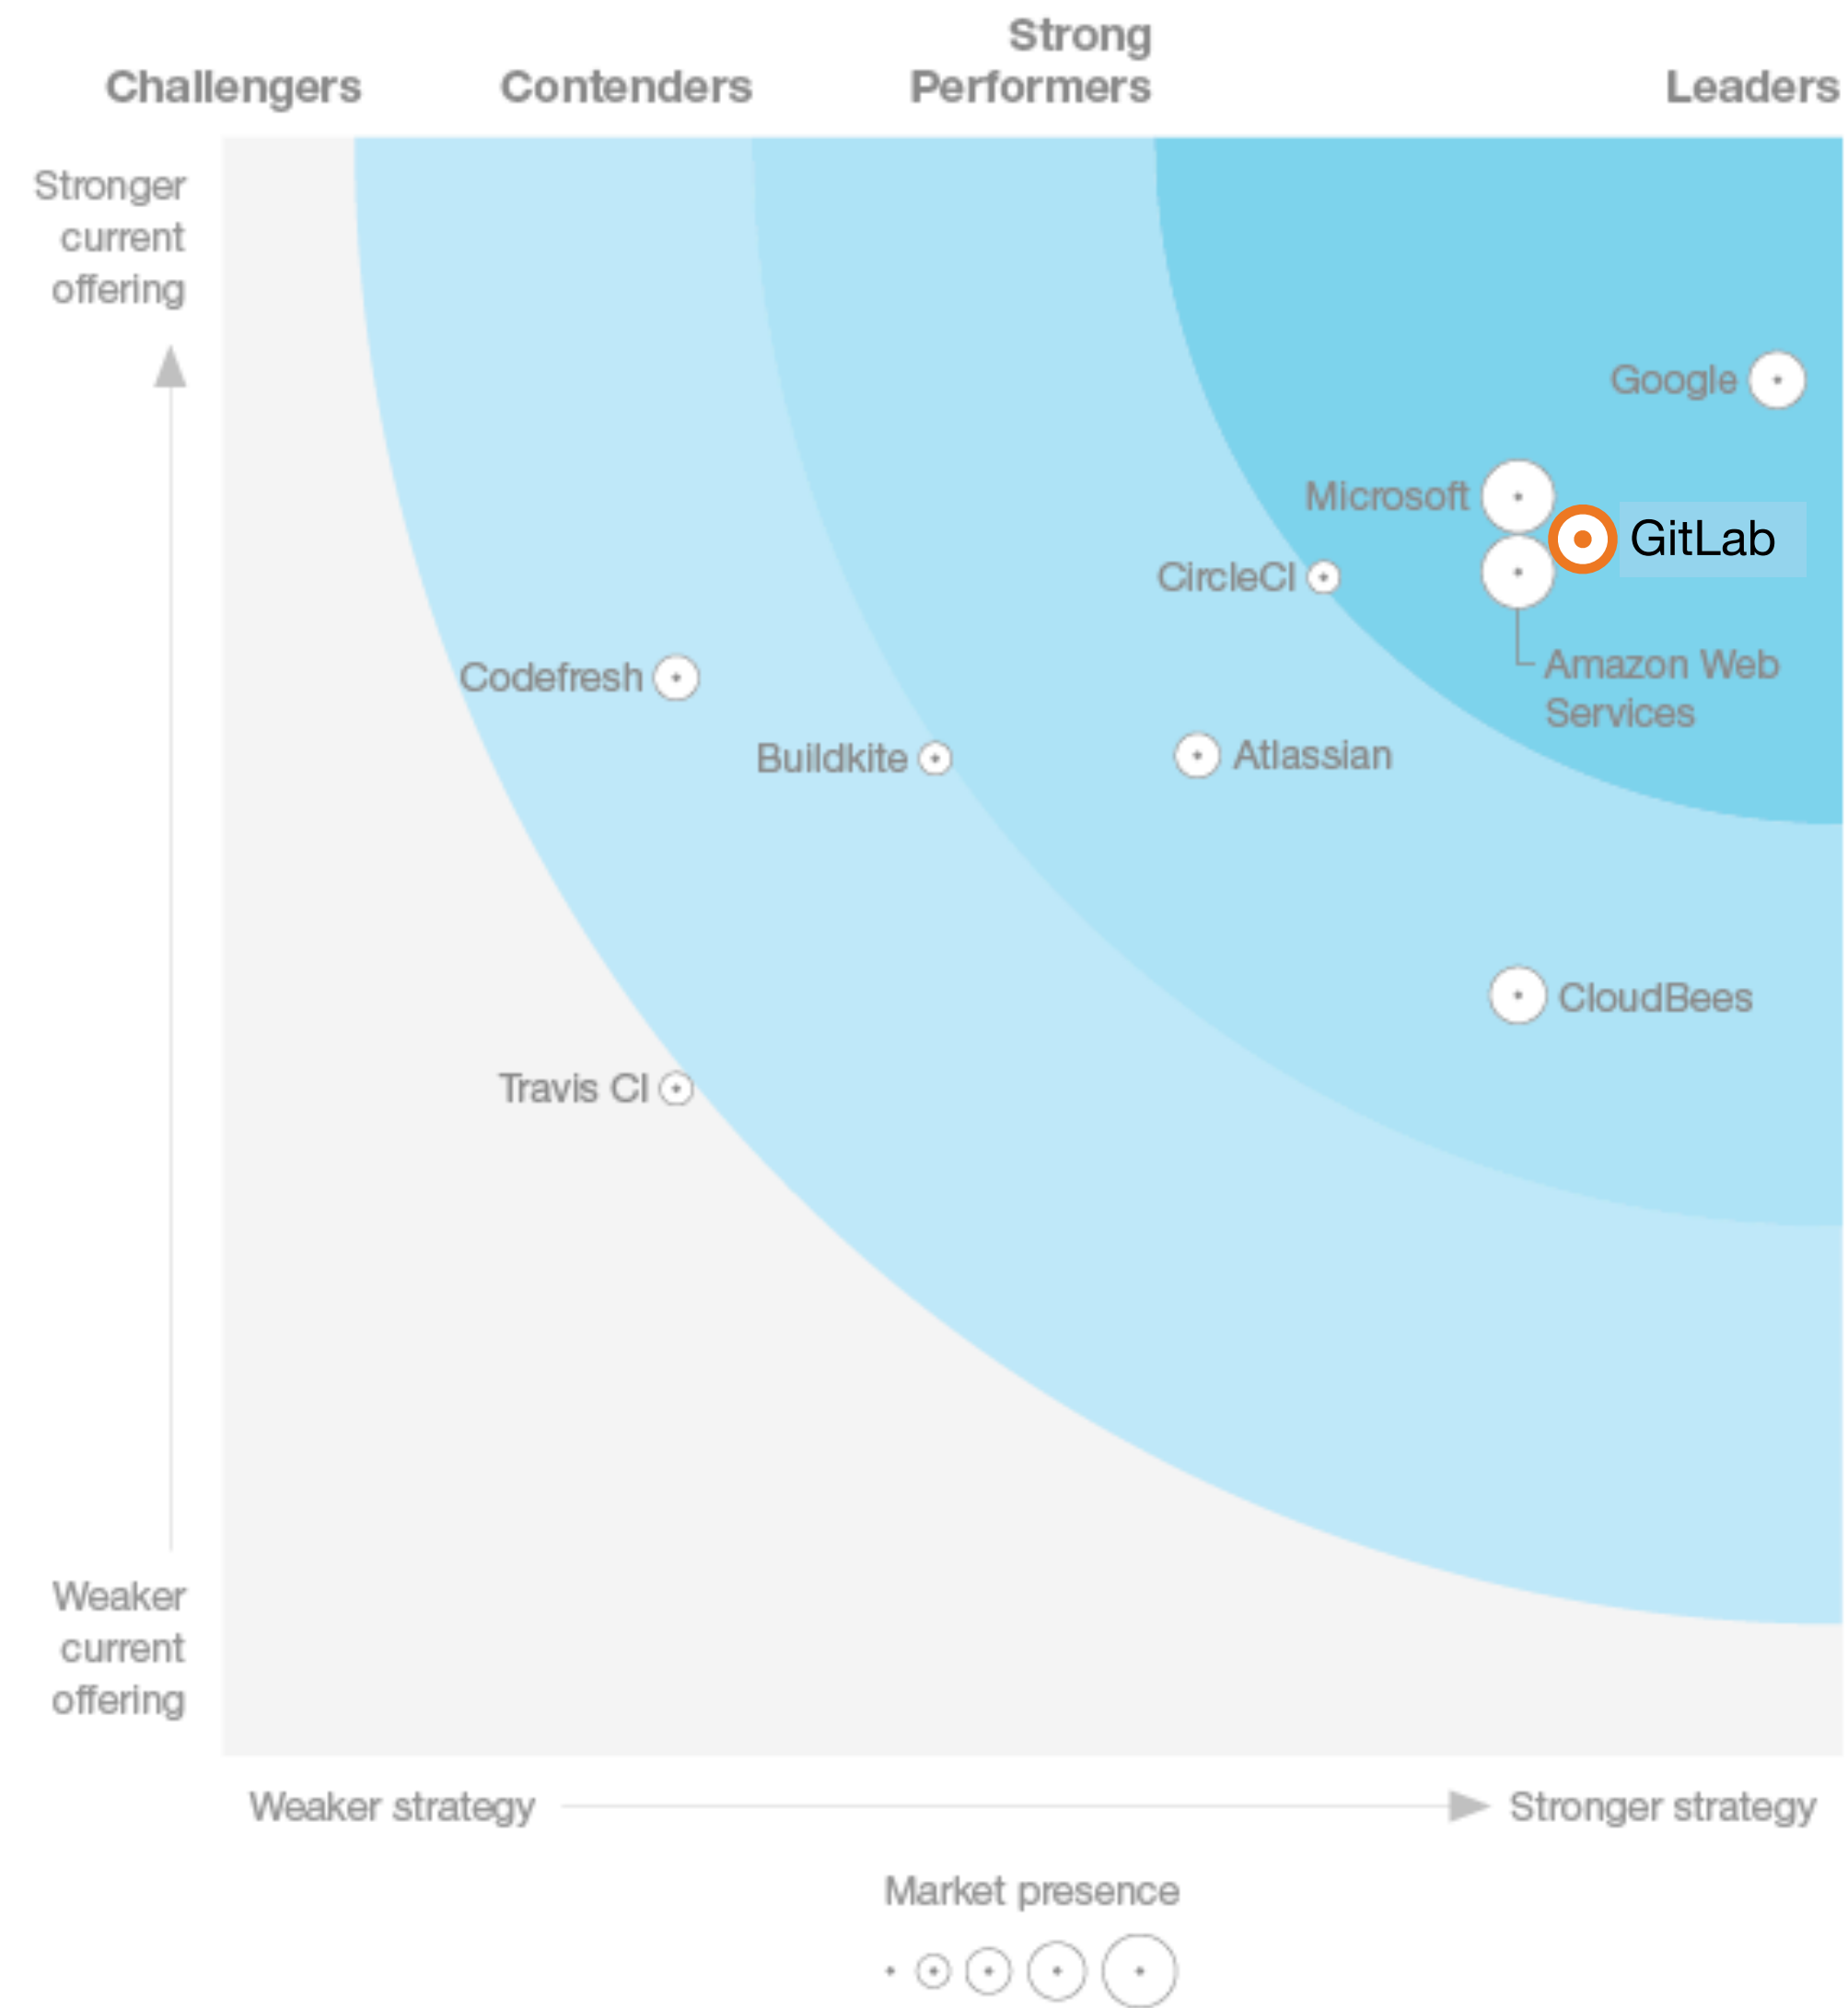 Strong
Challengers Contenders Performers Leaders
Stronger
current
offering
Google
Microsoft
GitLab
CircleCI
Amazon Web
Services
Codefresh
Buildkite
Atlassian
CloudBees
Travis CI
Weaker
current
offering
Weaker strategy
Stronger strategy
Market presence